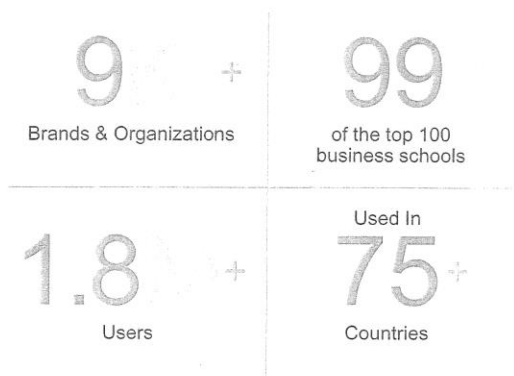 9 +
Brands & Organizations
99
of the top 100
business schools
1.8 +
Users
Used In
75+
Countries